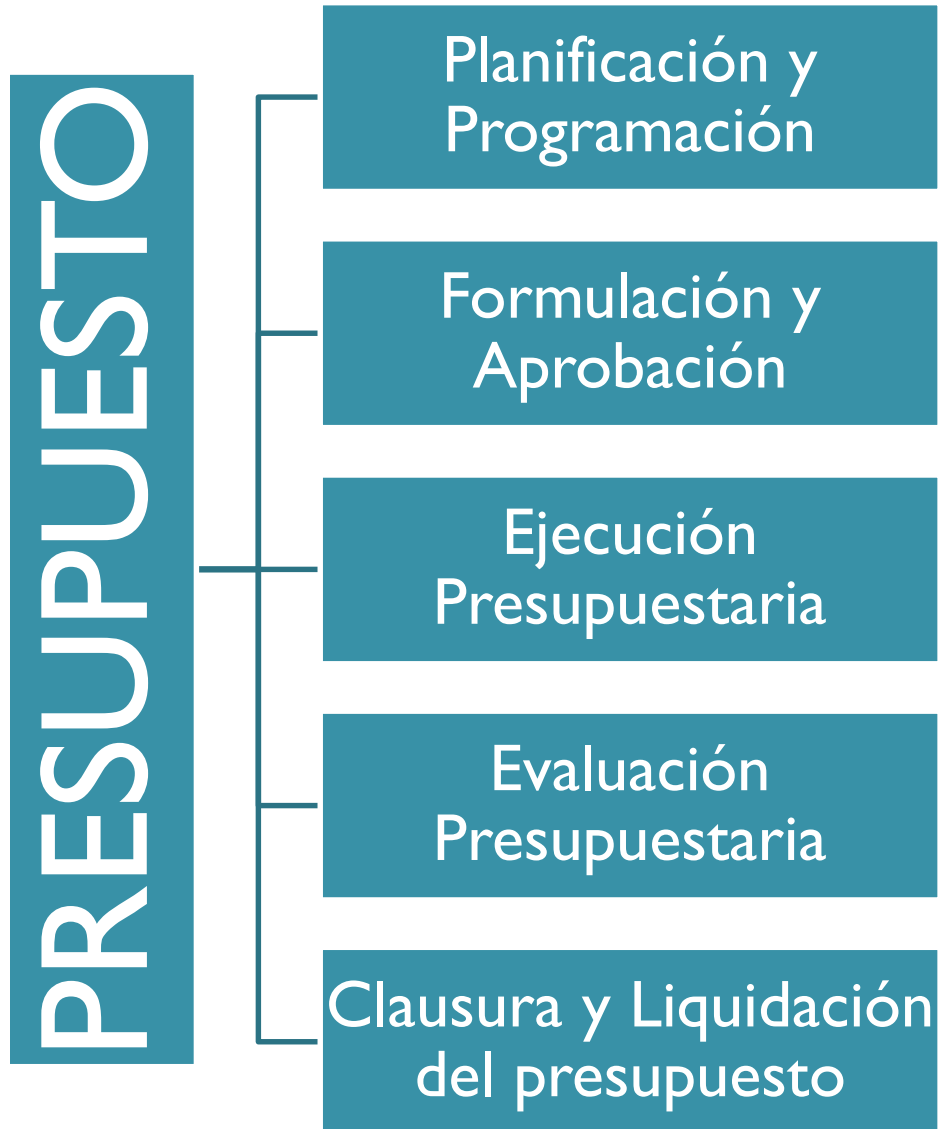 PRESUPUESTO
Planificación y
Programación
Formulación y
Aprobación
Ejecución
Presupuestaria
Evaluación
Presupuestaria
Clausura y Liquidación
del presupuesto